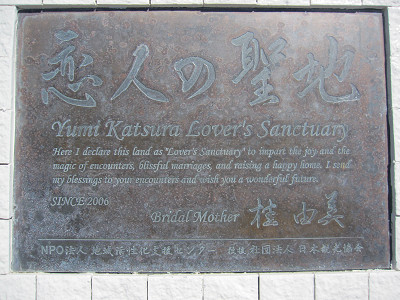 恋人の聖地
Yumi Katsura Lover's Sanctuary
Here I declare this land as "Lover's Sanctuary" to impart the joy and the
magic of encounters, blissful marriages, and raising a happy home. I send
my blessings to your encounters and wish you a wonderful future.
SINCE 2006
Bridal Mother 桂 由美
NPO法人 地域活性化支援センター 後援 社団法人 日本観光協会